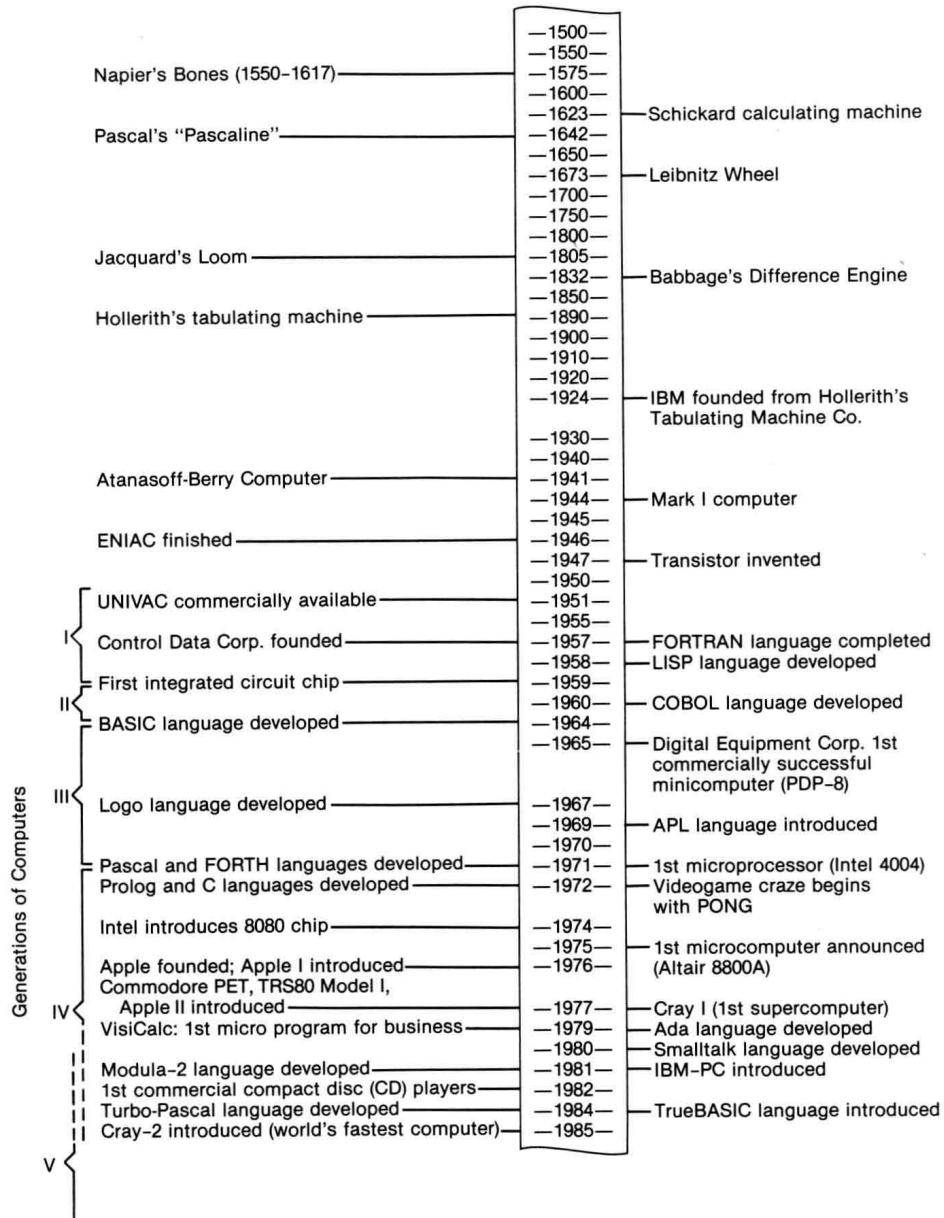 —1500—
—1550—
Napier's Bones (1550-1617) —1575—
—1600—
—1623— Schickard calculating machine
Pascal's "Pascaline" —1642—
—1650—
—1673— Leibnitz Wheel
—1700—
—1750—
—1800—
Jacquard's Loom —1805—
—1832— Babbage's Difference Engine
—1850—
Hollerith's tabulating machine —1890—
—1900—
—1910—
—1920—
—1924— IBM founded from Hollerith's
Tabulating Machine Co.
—1930—
—1940—
Atanasoff-Berry Computer —1941—
—1944— Mark I computer
—1945—
ENIAC finished —1946—
—1947— Transistor invented
—1950—
UNIVAC commercially available —1951—
—1955—
I Control Data Corp. founded —1957— FORTRAN language completed
—1958— LISP language developed
First integrated circuit chip —1959—
II —1960— COBOL language developed
BASIC language developed —1964—
—1965— Digital Equipment Corp. 1st
commercially successful
minicomputer (PDP-8)
III Logo language developed —1967—
—1969— APL language introduced
—1970—
Pascal and FORTH languages developed —1971— 1st microprocessor (Intel 4004)
Prolog and C languages developed —1972— Videogame craze begins
with PONG
Intel introduces 8080 chip —1974—
—1975— 1st microcomputer announced
(Altair 8800A)
Apple founded; Apple I introduced —1976—
Commodore PET, TRS80 Model I,
IV Apple II introduced —1977— Cray I (1st supercomputer)
VisiCalc: 1st micro program for business —1979— Ada language developed
—1980— Smalltalk language developed
Modula-2 language developed —1981— IBM-PC introduced
1st commercial compact disc (CD) players —1982—
Turbo-Pascal language developed —1984— TrueBASIC language introduced
Cray-2 introduced (world's fastest computer) —1985—
V
Generations of Computers